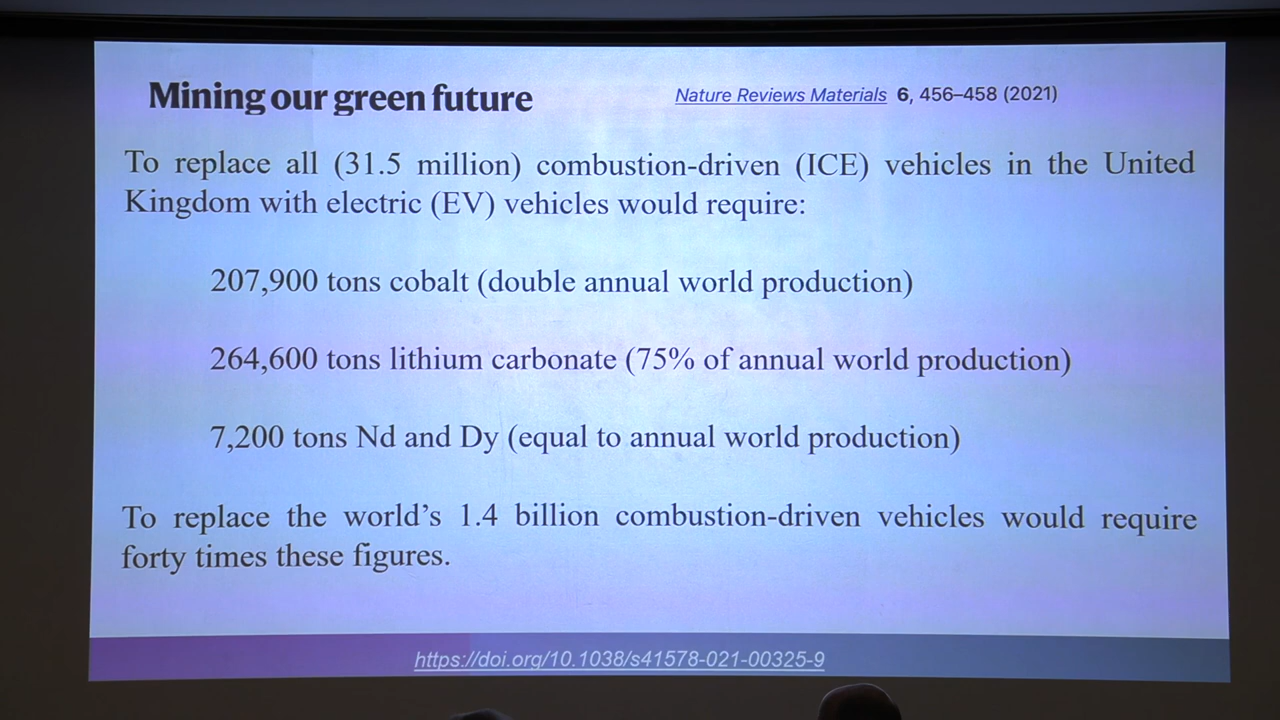 Mining our green future
Nature Reviews Materials 6, 456–458 (2021)
To replace all (31.5 million) combustion-driven (ICE) vehicles in the United
Kingdom with electric (EV) vehicles would require:
207,900 tons cobalt (double annual world production)
264,600 tons lithium carbonate (75% of annual world production)
7,200 tons Nd and Dy (equal to annual world production)
To replace the world’s 1.4 billion combustion-driven vehicles would require
forty times these figures.
https://doi.org/10.1038/s41578-021-00325-9